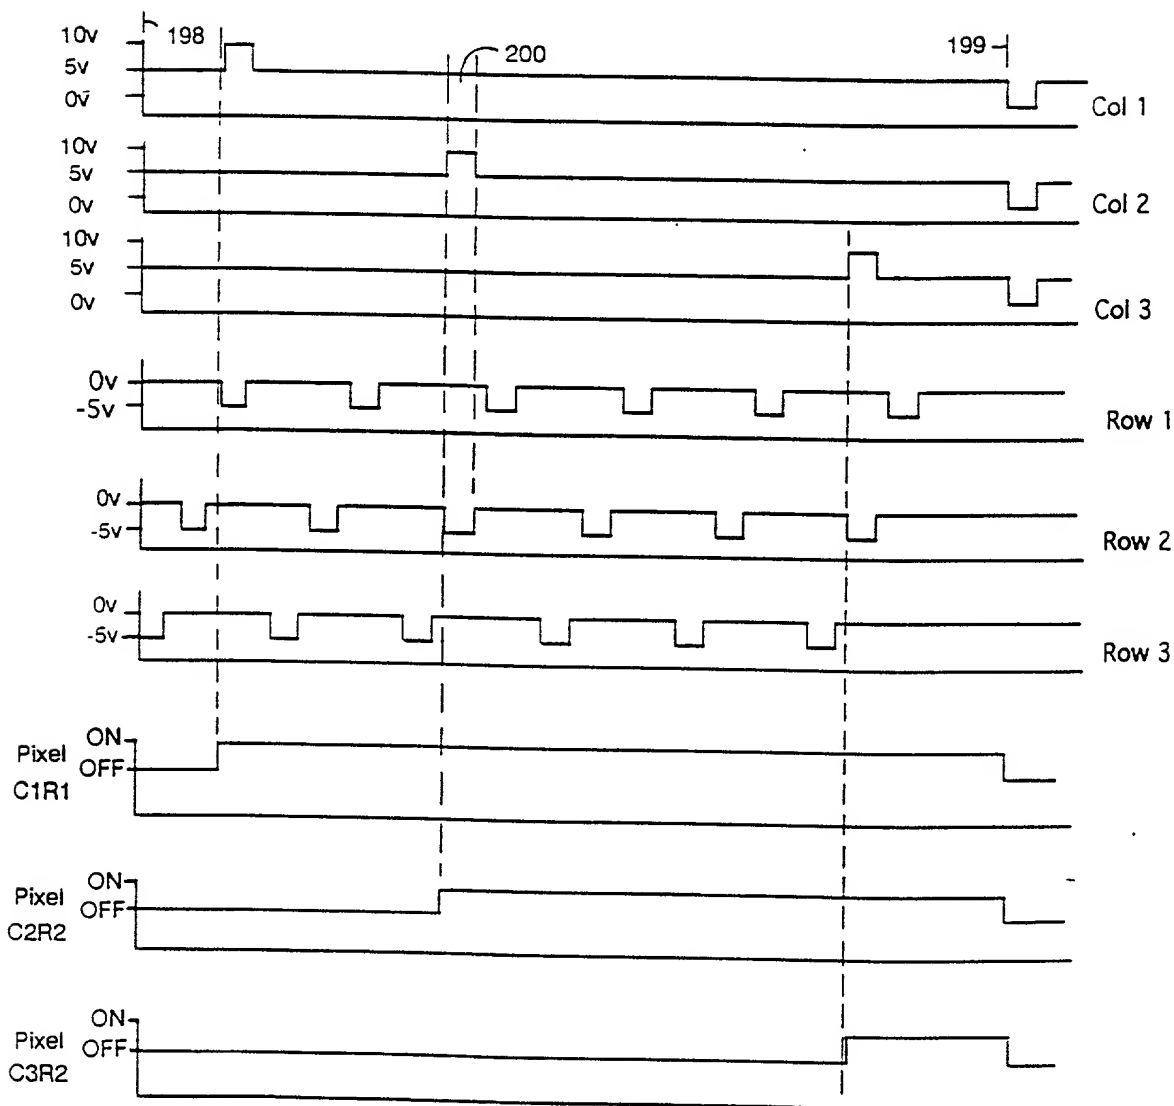 198
200
199
10v
5v
0v
Col 1
10v
5v
0v
Col 2
10v
5v
0v
Col 3
0v
-5v
Row 1
0v
-5v
Row 2
0v
-5v
Row 3
Pixel
C1R1
ON
OFF
Pixel
C2R2
ON
OFF
Pixel
C3R2
ON
OFF